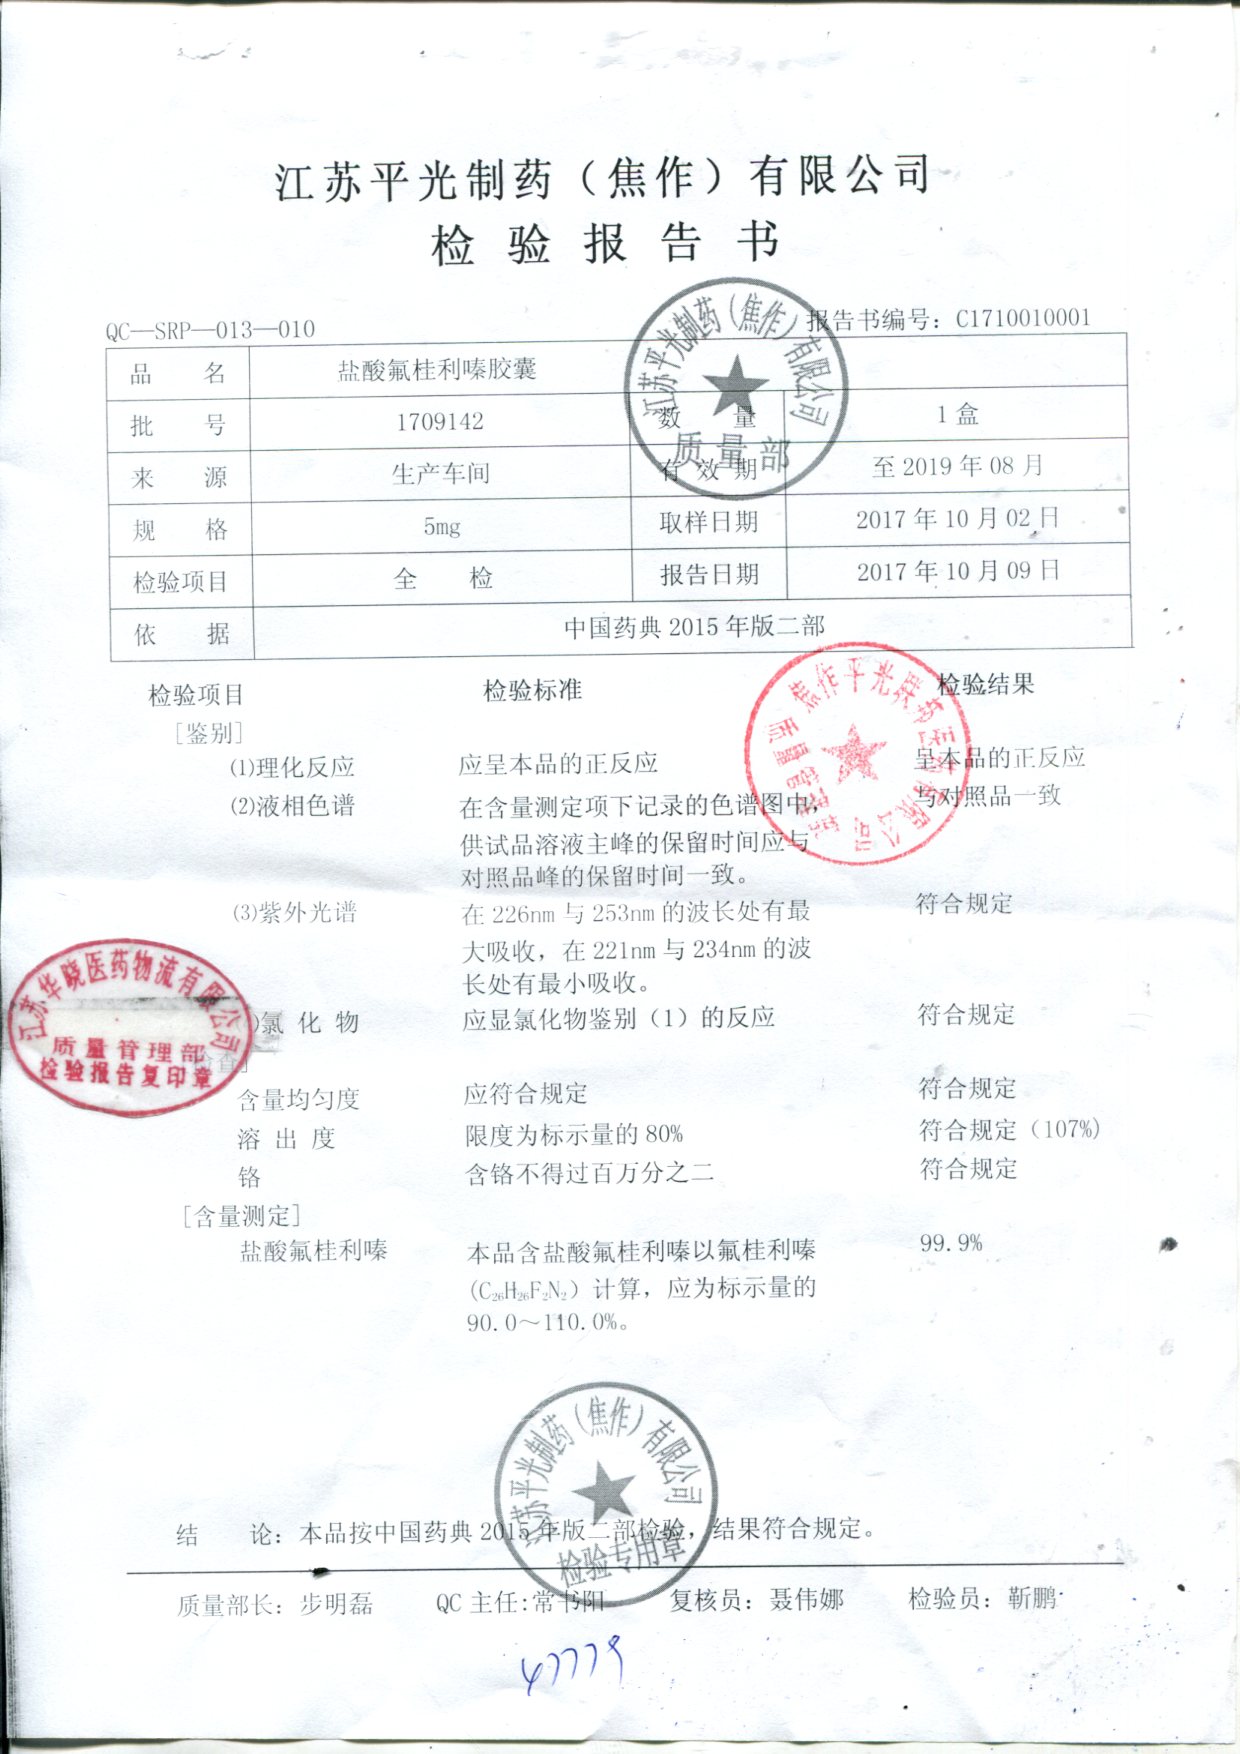 江苏平光制药（焦作）有限公司
检验报告书
QC—SRP—013—010 报告书编号：C1710010001
品名 盐酸氟桂利嗪胶囊
批号 1709142 数量 1盒
来源 生产车间 有效期 至2019年08月
规格 5mg 取样日期 2017年10月02日
检验项目 全检 报告日期 2017年10月09日
依据 中国药典2015年版二部
江苏平光制药（焦作）有限公司
质量部
检验项目 检验标准 检验结果
[鉴别]
⑴理化反应 应呈本品的正反应 呈本品的正反应
⑵液相色谱 在含量测定项下记录的色谱图中， 与对照品一致
供试品溶液主峰的保留时间应与
对照品峰的保留时间一致。
⑶紫外光谱 在226nm与253nm的波长处有最 符合规定
大吸收，在221nm与234nm的波
长处有最小吸收。
氯化物 应显氯化物鉴别（1）的反应 符合规定
检查]
含量均匀度 应符合规定 符合规定
溶出度 限度为标示量的80% 符合规定（107%)
铬 含铬不得过百万分之二 符合规定
[含量测定]
盐酸氟桂利嗪 本品含盐酸氟桂利嗪以氟桂利嗪 99.9%
(C₂₆H₂₆F₂N₂）计算，应为标示量的
90.0～110.0%。
江苏华晓医药物流有限公司
质量管理部
检验报告复印章
江苏平光制药（焦作）有限公司
检验专用章
结论：本品按中国药典2015年版二部检验，结果符合规定。
质量部长：步明磊 QC主任:常书阳 复核员：聂伟娜 检验员：靳鹏
47779